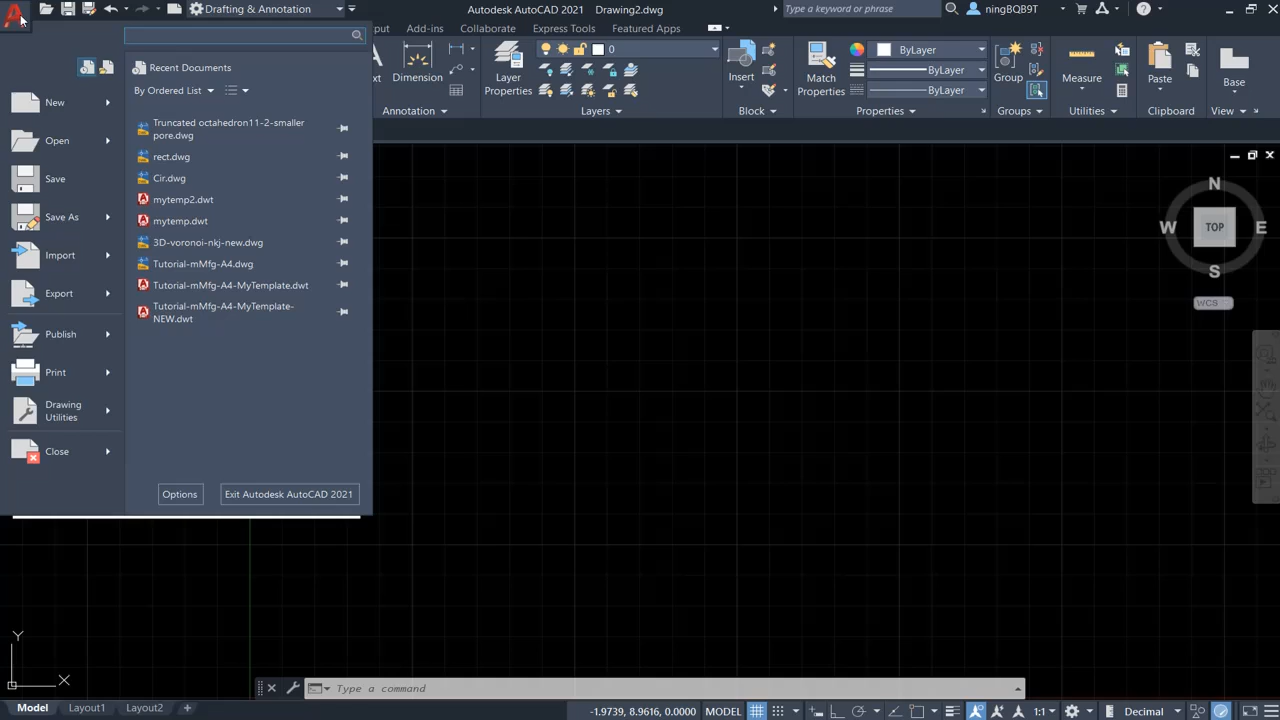 Drafting & Annotation
Autodesk AutoCAD 2021 Drawing2.dwg
Type a keyword or phrase
ningBQB9T
Add-ins
Collaborate
Express Tools
Featured Apps
Recent Documents
By Ordered List
New
Open
Save
Save As
Import
Export
Publish
Print
Drawing
Utilities
Close
Truncated octahedron11-2-smaller
pore.dwg
rect.dwg
Cir.dwg
mytemp2.dwt
mytemp.dwt
3D-voronoi-nkj-new.dwg
Tutorial-mMfg-A4.dwg
Tutorial-mMfg-A4-MyTemplate.dwt
Tutorial-mMfg-A4-MyTemplate-
NEW.dwt
Options
Exit Autodesk AutoCAD 2021
Dimension
Annotation
Layer
Properties
0
Layers
Insert
Block
Match
Properties
ByLayer
ByLayer
ByLayer
Properties
Group
Groups
Measure
Utilities
Paste
Clipboard
Base
View
N
W
TOP
E
S
WCS
Y
X
Type a command
Model
Layout1
Layout2
-1.9739, 8.9616, 0.0000
MODEL
1:1
Decimal